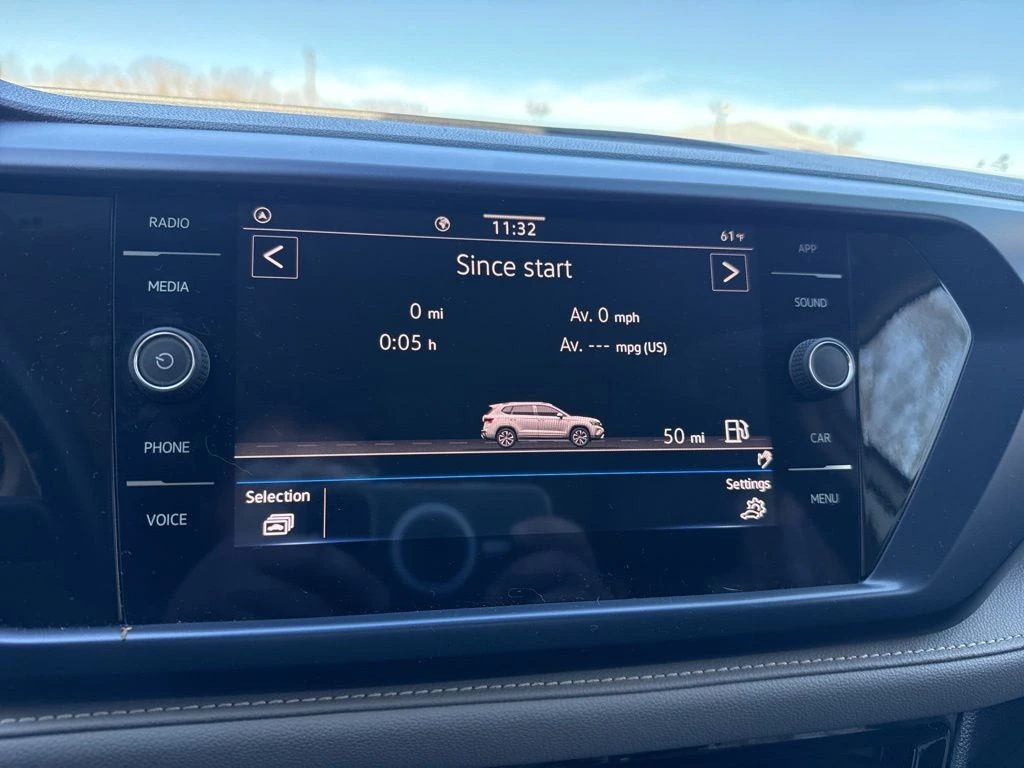 RADIO
MEDIA
PHONE
VOICE
11:32
61°F
Since start
0 mi
Av. 0 mph
0:05 h
Av. --- mpg (US)
50 mi
Selection
Settings
APP
SOUND
CAR
MENU